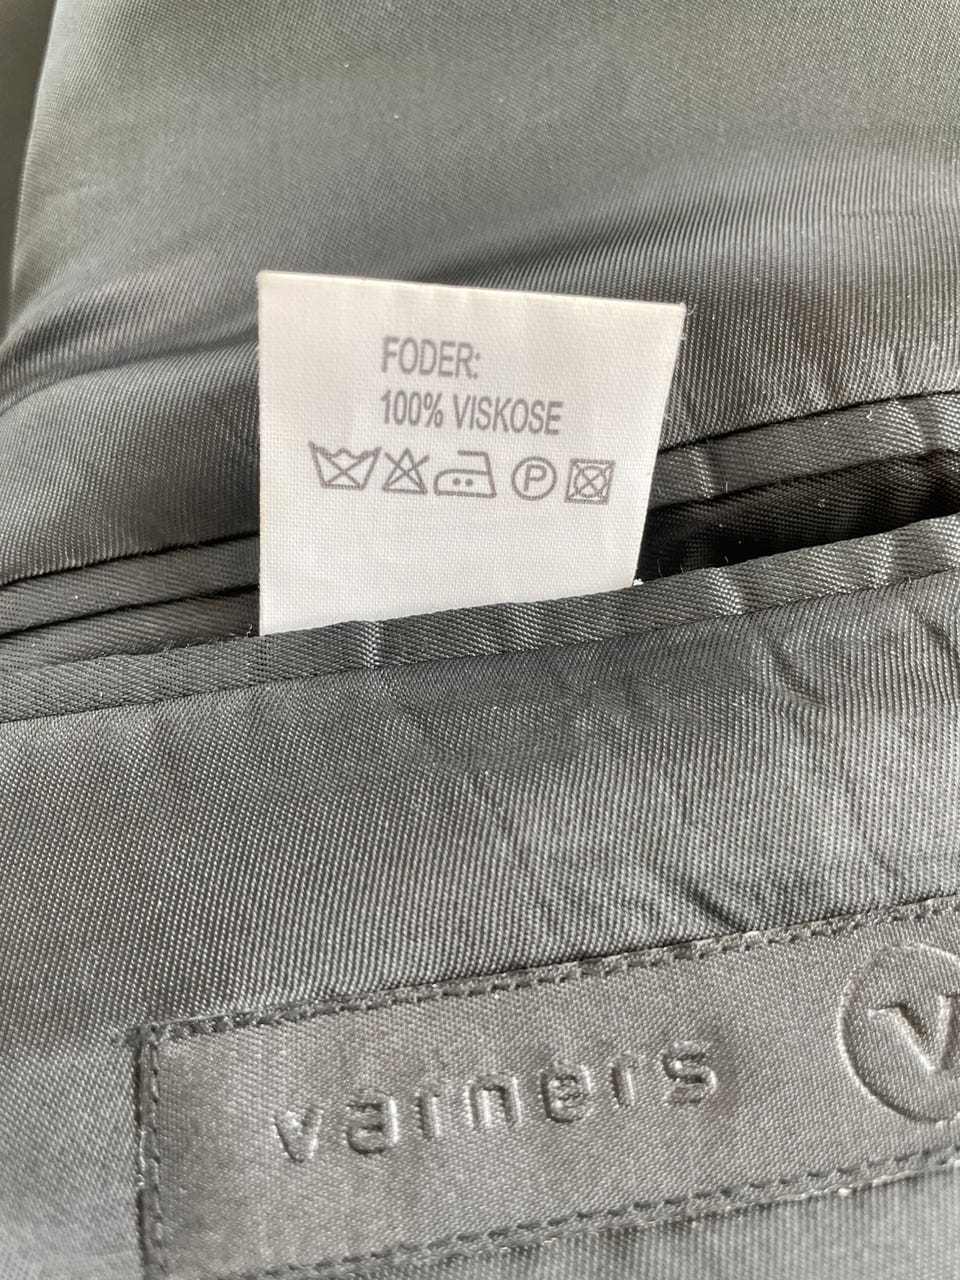 FODER:
100% VISKOSE
P
varners
V